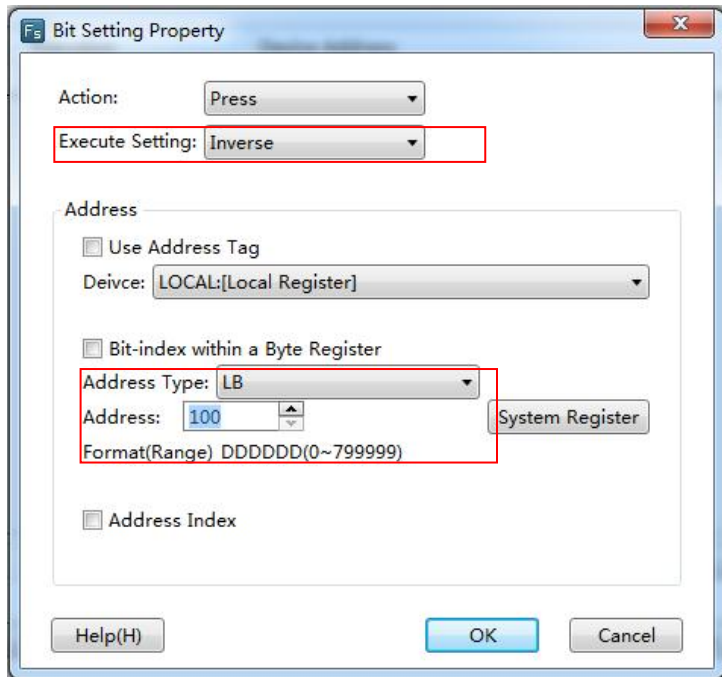 Fs Bit Setting Property
Action: Press
Execute Setting: Inverse
Address
Use Address Tag
Deivce: LOCAL:[Local Register]
Bit-index within a Byte Register
Address Type: LB
Address: 100 System Register
Format(Range) DDDDDD(0~799999)
Address Index
Help(H) OK Cancel